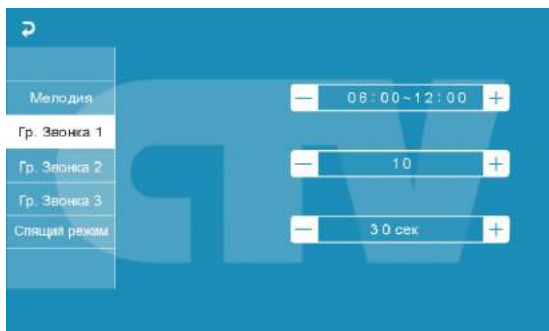 Мелодия
— 06:00~12:00 +
Гр. Звонка 1
Гр. Звонка 2
— 10 +
Гр. Звонка 3
Спящий режим
— 30 сек +
CTV